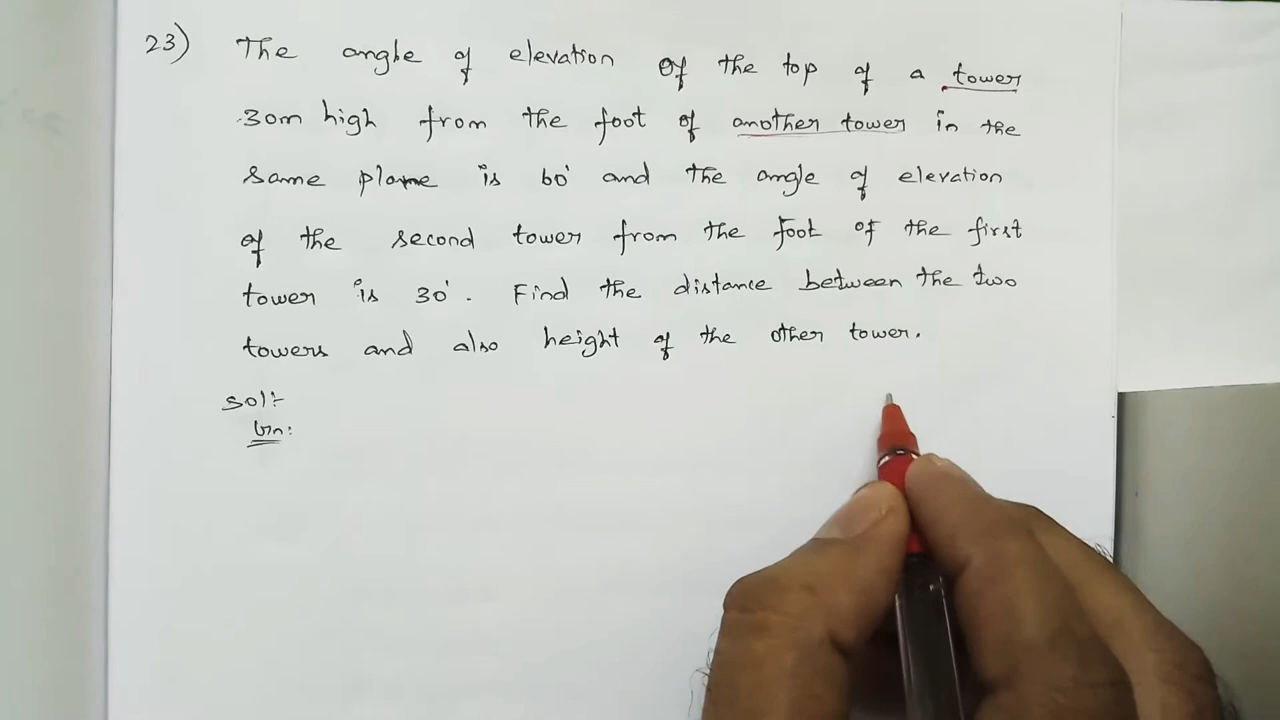 23) The angle of elevation of the top of a tower
30m high from the foot of another tower in the
same plane is 60° and the angle of elevation
of the second tower from the foot of the first
tower is 30°. Find the distance between the two
towers and also height of the other tower.
Sol:-
Gn: